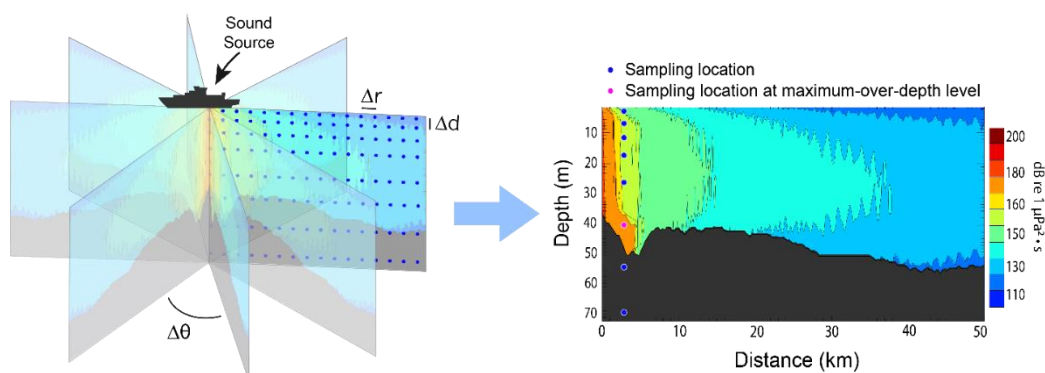 Sound
Source
Δr
Δd
Δθ
Sampling location
Sampling location at maximum-over-depth level
Depth (m)
10
20
30
40
50
60
70
0
10
20
30
40
50
Distance (km)
200
180
160
150
130
110
dB re 1 µPa²•s